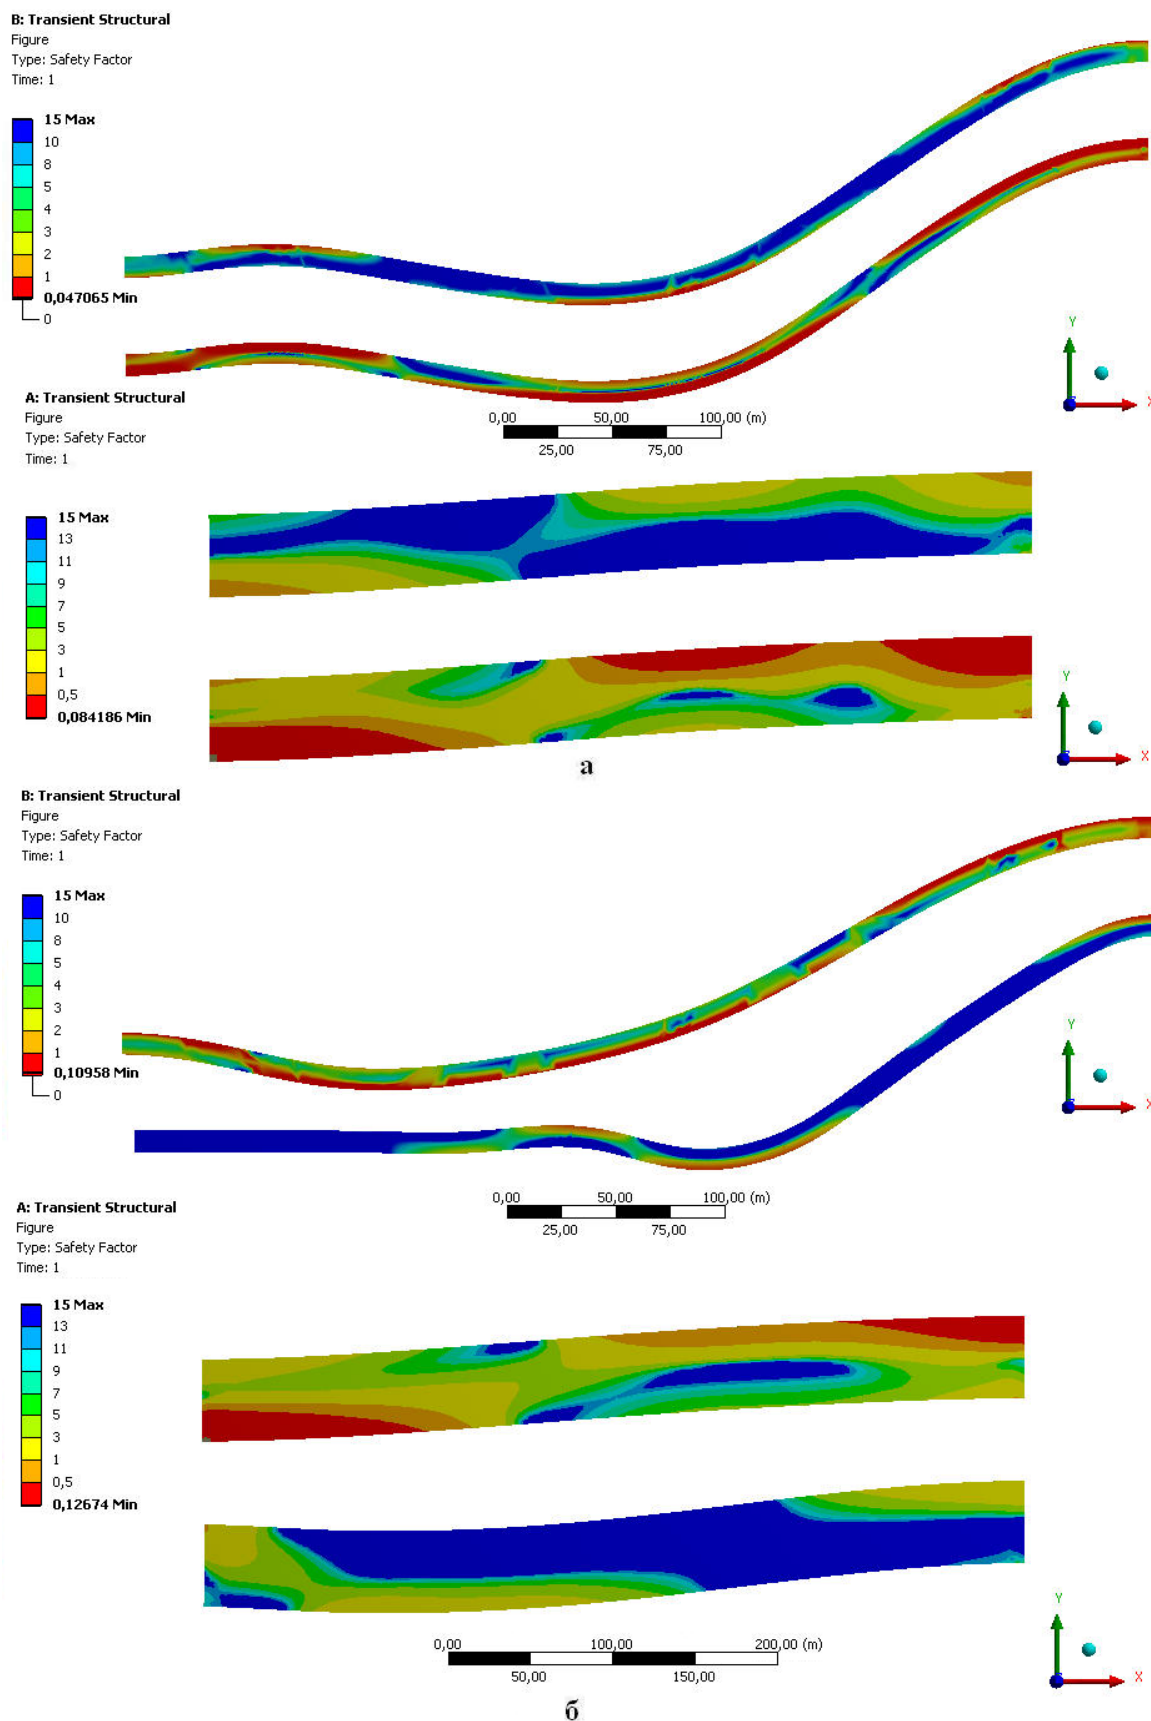 B: Transient Structural
Figure
Type: Safety Factor
Time: 1
15 Max
10
8
5
4
3
2
1
0,047065 Min
0
Y
X
A: Transient Structural
Figure
Type: Safety Factor
Time: 1
0,00 50,00 100,00 (m)
25,00 75,00
15 Max
13
11
9
7
5
3
1
0,5
0,084186 Min
Y
X
а
B: Transient Structural
Figure
Type: Safety Factor
Time: 1
15 Max
10
8
5
4
3
2
1
0,10958 Min
0
Y
X
A: Transient Structural
Figure
Type: Safety Factor
Time: 1
0,00 50,00 100,00 (m)
25,00 75,00
15 Max
13
11
9
7
5
3
1
0,5
0,12674 Min
Y
X
0,00 100,00 200,00 (m)
50,00 150,00
б